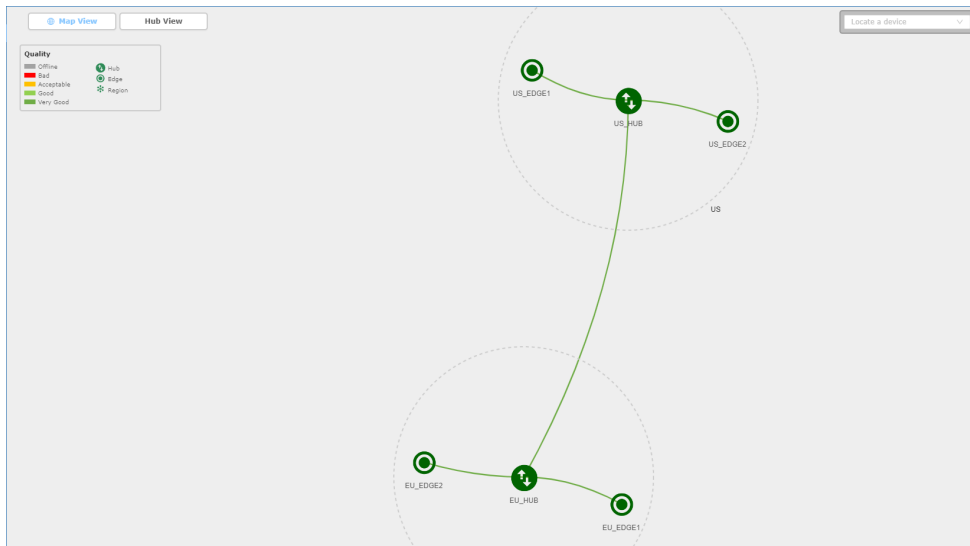 Map View
Hub View
Locate a device
Quality
Offline
Bad
Acceptable
Good
Very Good
Hub
Edge
Region
US_EDGE1
US_HUB
US_EDGE2
US
EU_EDGE2
EU_HUB
EU_EDGE1